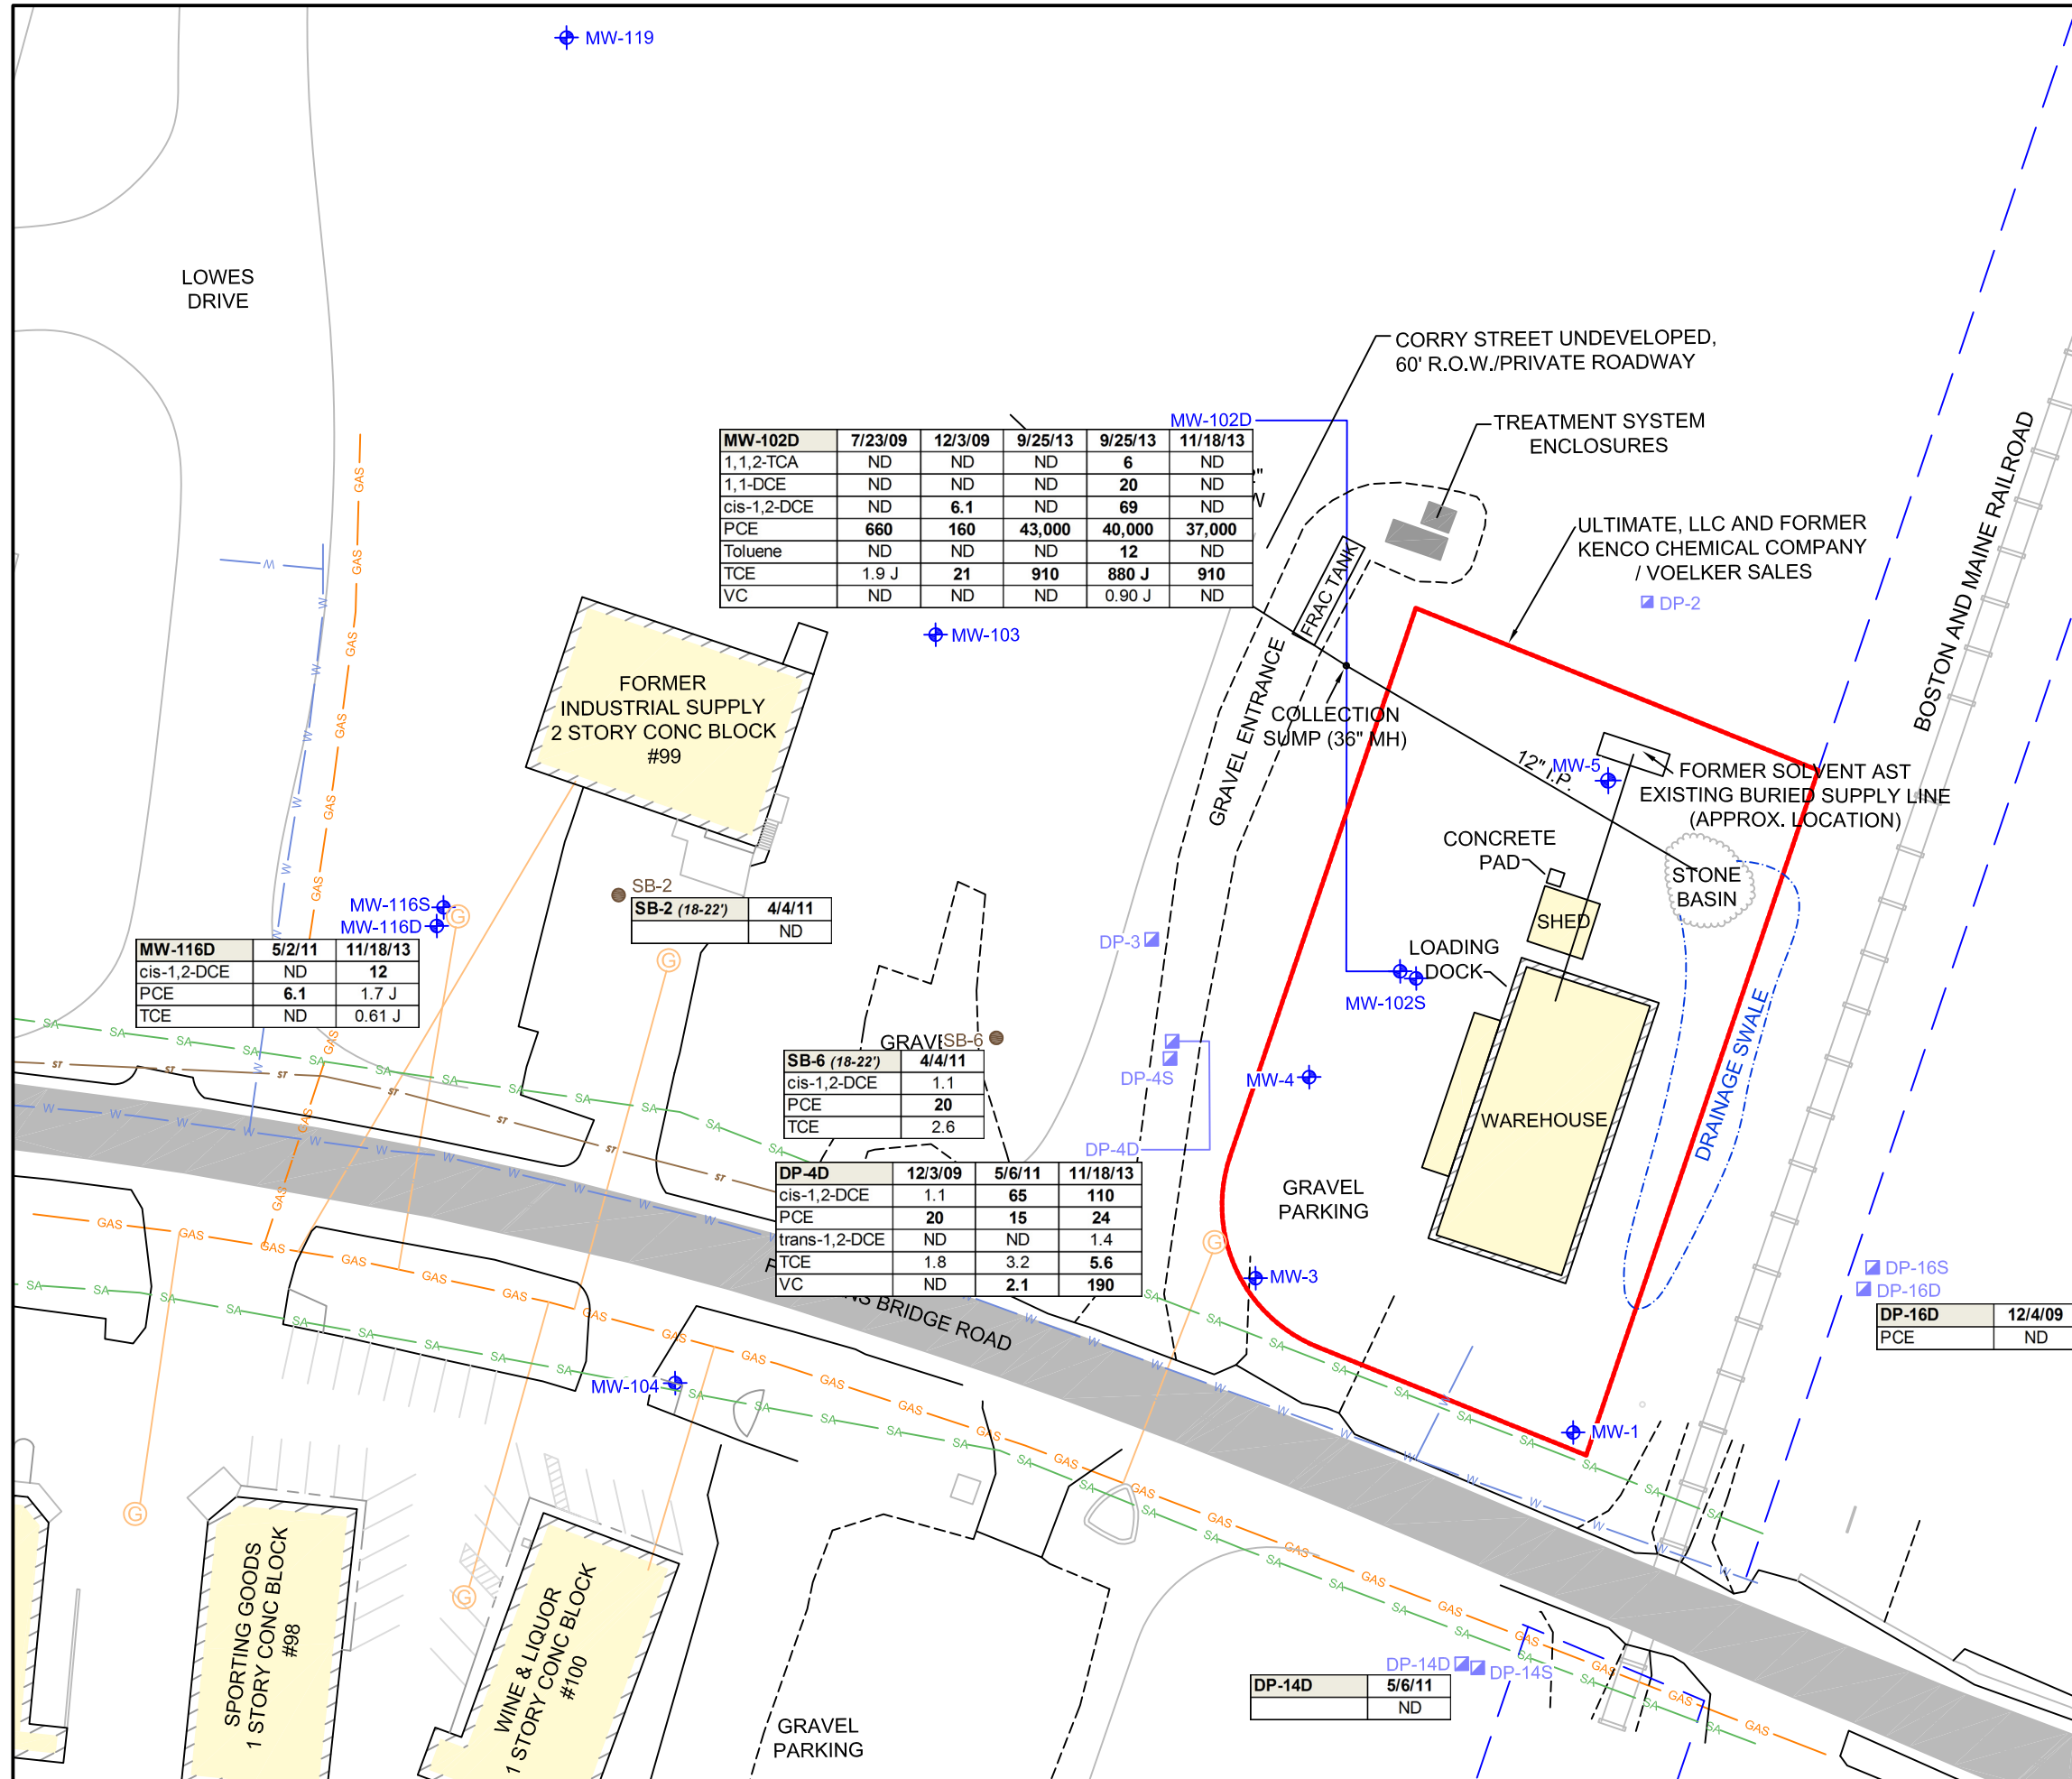 MW-119
LOWES
DRIVE
CORRY STREET UNDEVELOPED,
60' R.O.W./PRIVATE ROADWAY
MW-102D
TREATMENT SYSTEM
ENCLOSURES
MW-102D 7/23/09 12/3/09 9/25/13 9/25/13 11/18/13
1,1,2-TCA ND ND ND 6 ND
1,1-DCE ND ND ND 20 ND
cis-1,2-DCE ND 6.1 ND 69 ND
PCE 660 160 43,000 40,000 37,000
Toluene ND ND ND 12 ND
TCE 1.9 J 21 910 880 J 910
VC ND ND ND 0.90 J ND
ULTIMATE, LLC AND FORMER
KENCO CHEMICAL COMPANY
/ VOELKER SALES
DP-2
BOSTON AND MAINE RAILROAD
FRAC TANK
MW-103
FORMER
INDUSTRIAL SUPPLY
2 STORY CONC BLOCK
#99
GRAVEL ENTRANCE
COLLECTION
SUMP (36" MH)
12" I.P.
MW-5
FORMER SOLVENT AST
EXISTING BURIED SUPPLY LINE
(APPROX. LOCATION)
CONCRETE
PAD
STONE
BASIN
SHED
SB-2
SB-2 (18-22') 4/4/11
ND
MW-116S
MW-116D
MW-116D 5/2/11 11/18/13
cis-1,2-DCE ND 12
PCE 6.1 1.7 J
TCE ND 0.61 J
DP-3
LOADING
DOCK
MW-102S
DRAINAGE SWALE
SB-6
SB-6 (18-22') 4/4/11
cis-1,2-DCE 1.1
PCE 20
TCE 2.6
DP-4S
MW-4
WAREHOUSE
DP-4D
DP-4D 12/3/09 5/6/11 11/18/13
cis-1,2-DCE 1.1 65 110
PCE 20 15 24
trans-1,2-DCE ND ND 1.4
TCE 1.8 3.2 5.6
VC ND 2.1 190
GRAVEL
PARKING
MW-3
DP-16S
DP-16D
DP-16D 12/4/09
PCE ND
BRIDGE ROAD
MW-104
MW-1
GAS
SA
ST
W
G
SPORTING GOODS
1 STORY CONC BLOCK
#98
WINE & LIQUOR
1 STORY CONC BLOCK
#100
GRAVEL
PARKING
DP-14D
DP-14S
DP-14D 5/6/11
ND